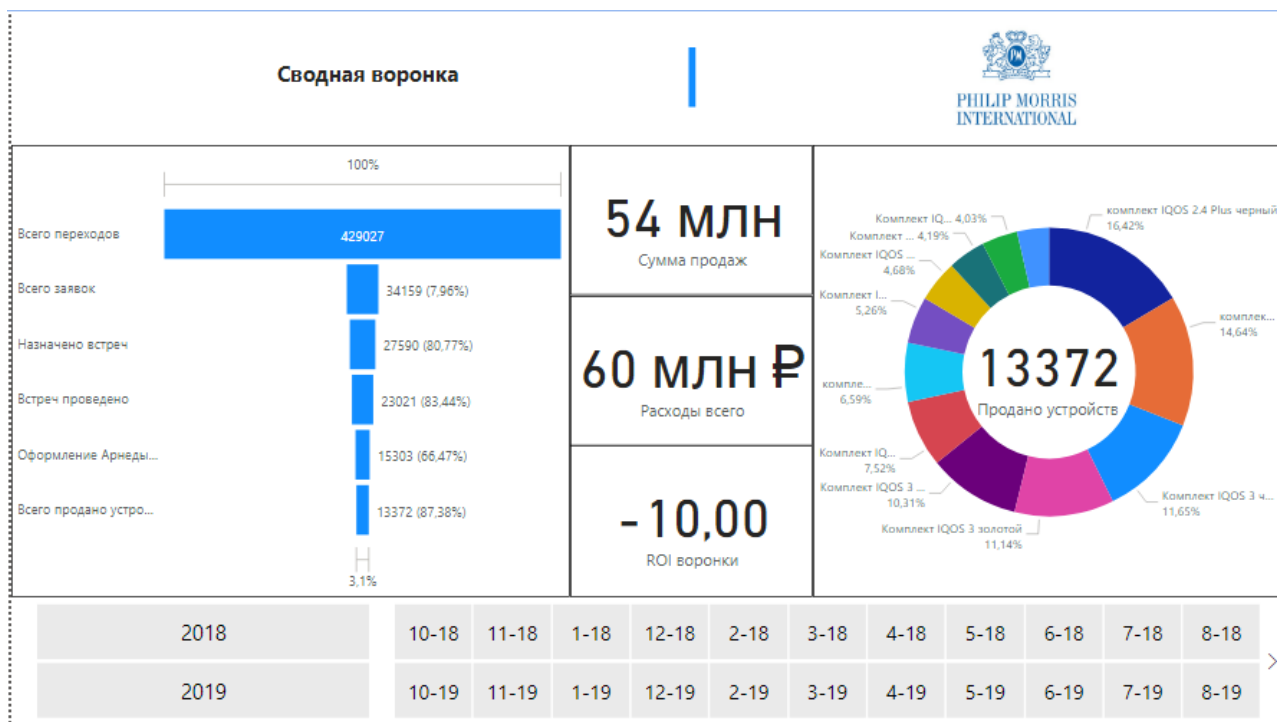 Сводная воронка
PM
PHILIP MORRIS
INTERNATIONAL
100%
Всего переходов
429027
Всего заявок
34159 (7,96%)
Назначено встреч
27590 (80,77%)
Встреч проведено
23021 (83,44%)
Оформление Арнеды...
15303 (66,47%)
Всего продано устро...
13372 (87,38%)
3,1%
54 млн
Сумма продаж
60 млн ₽
Расходы всего
-10,00
ROI воронки
комплект IQOS 2.4 Plus черный
16,42%
комплек...
14,64%
Комплект IQOS 3 ч...
11,65%
Комплект IQOS 3 золотой
11,14%
Комплект IQOS 3 ...
10,31%
Комплект IQ...
7,52%
компле...
6,59%
Комплект I...
5,26%
Комплект IQOS ...
4,68%
Комплект ... 4,19%
Комплект IQ... 4,03%
13372
Продано устройств
2018
10-18 11-18 1-18 12-18 2-18 3-18 4-18 5-18 6-18 7-18 8-18
2019
10-19 11-19 1-19 12-19 2-19 3-19 4-19 5-19 6-19 7-19 8-19